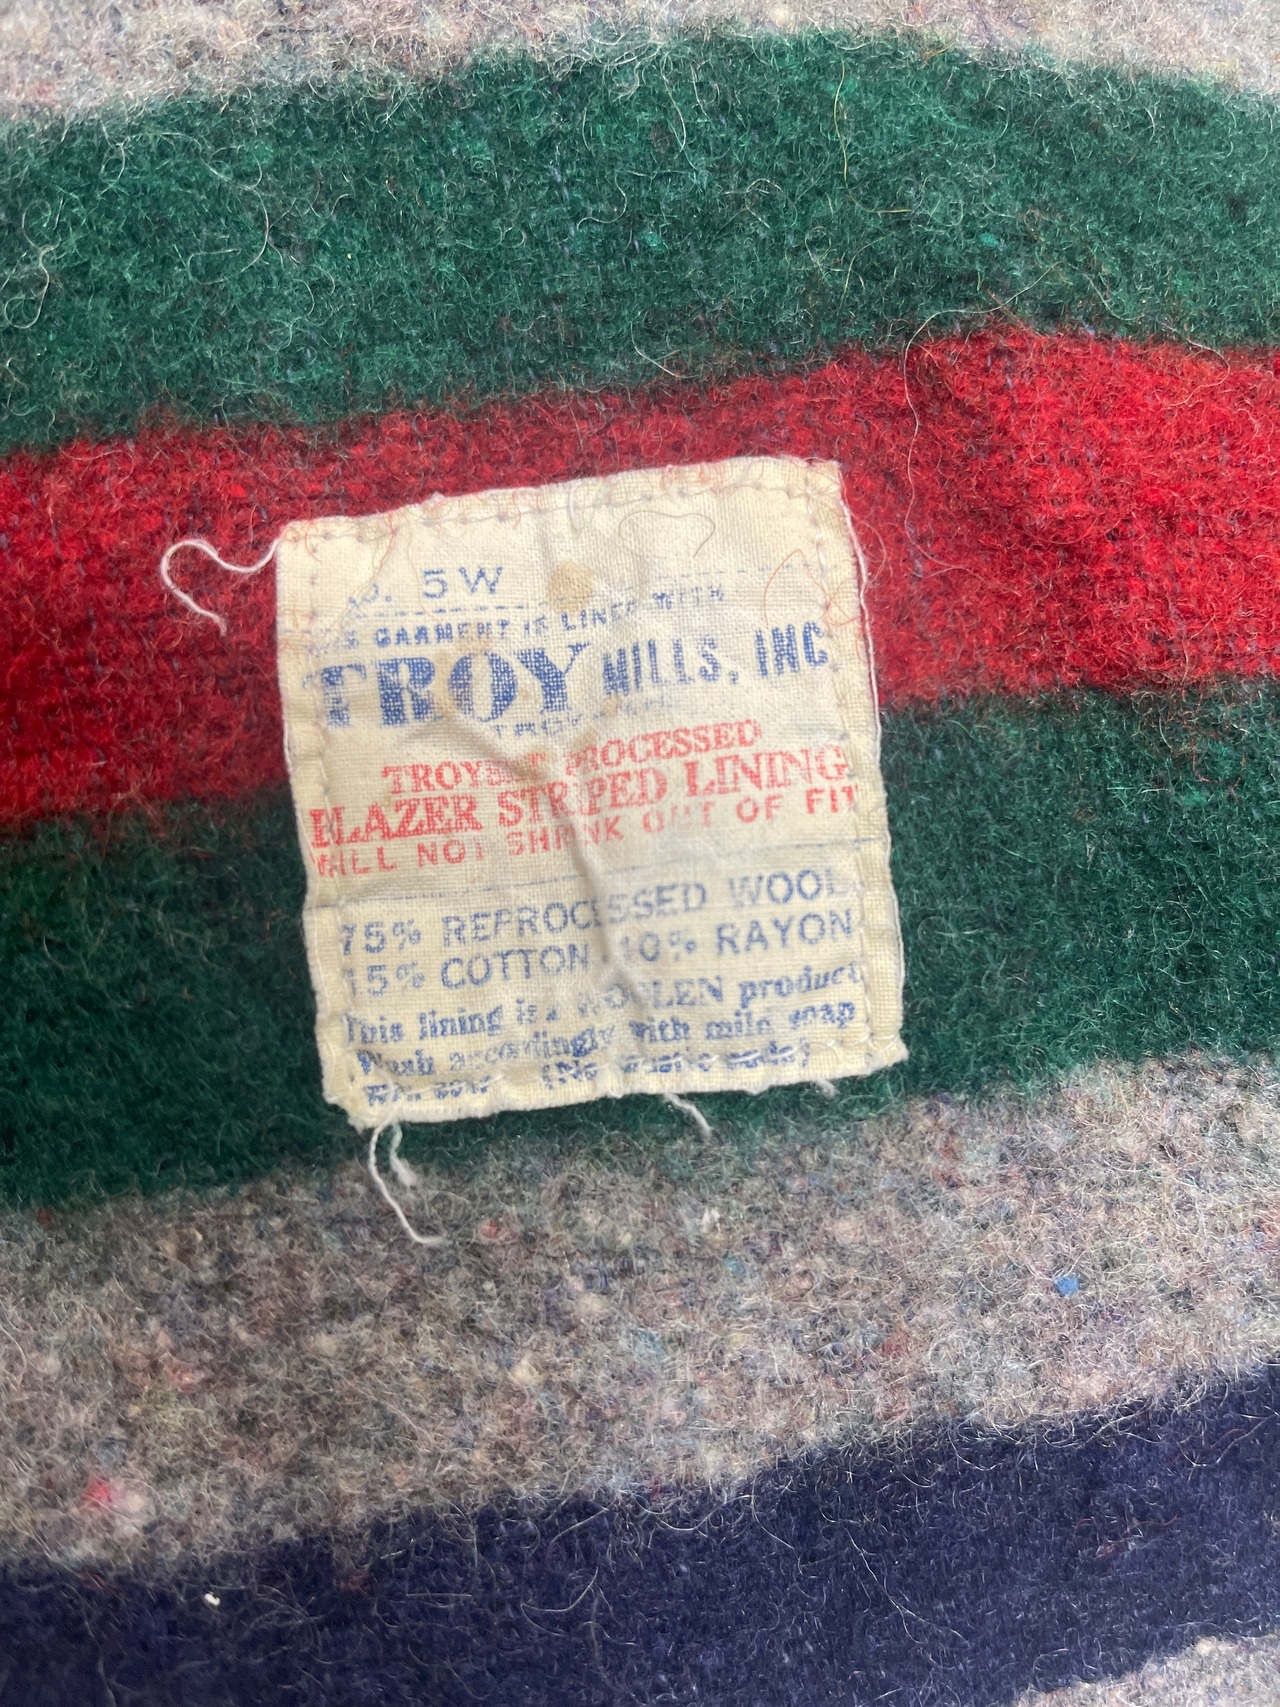 5W
GARMENT IS LINED WITH
TROY MILLS, INC
PROCESSED
BLAZER STRIPED LINING
WILL NOT SHRINK OUT OF FIT
75% REPROCESSED WOOL
15% COTTON 10% RAYON
This lining is a WOOLEN product
Wash accordingly with mild soap
(No